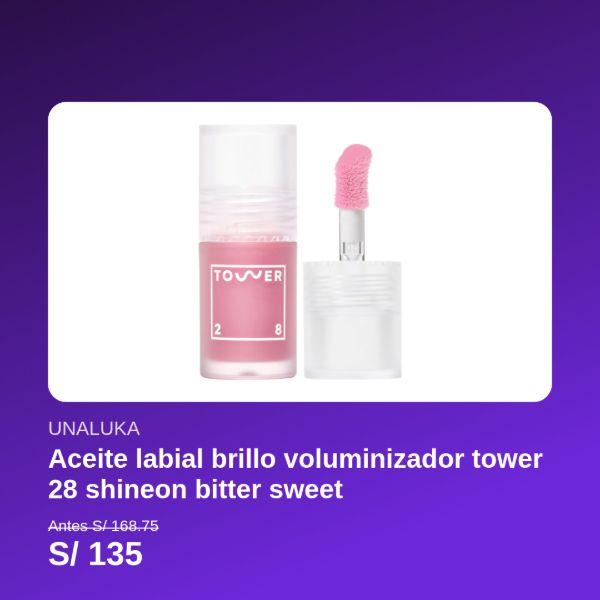 TOWER
2 8
UNALUKA
Aceite labial brillo voluminizador tower
28 shineon bitter sweet
Antes S/ 168.75
S/ 135